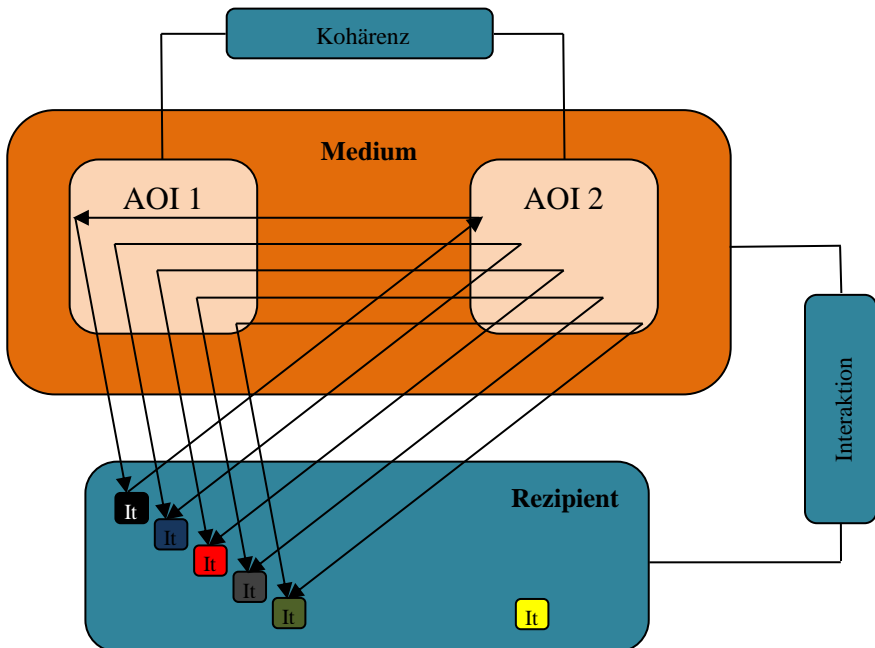 Kohärenz
Medium
AOI 1
AOI 2
Interaktion
Rezipient
It
It
It
It
It
It